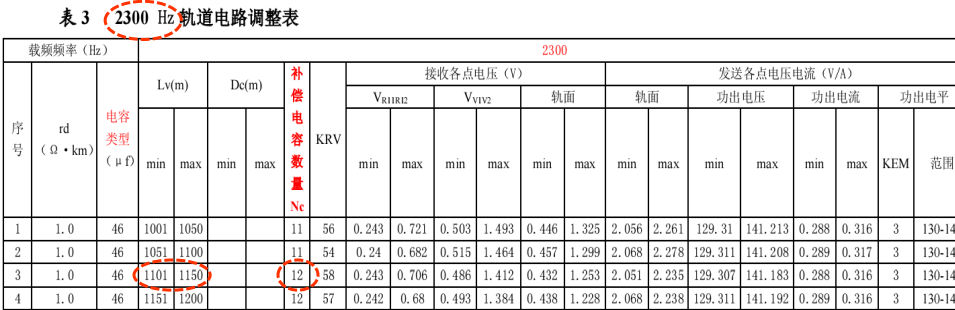 表 3 2300 Hz 轨道电路调整表
载频频率（Hz） 2300
序号 rd（Ω·km） 电容类型（μf） Lv(m) Dc(m) 补偿电容数量Nc KRV 接收各点电压（V） 发送各点电压电流（V/A）
V_R1IR12 V_V1V2 轨面 轨面 功出电压 功出电流 功出电平
min max min max min max min max min max min max min max min max min max KEM 范围
1 1.0 46 1001 1050 11 56 0.243 0.721 0.503 1.493 0.446 1.325 2.056 2.261 129.31 141.213 0.288 0.316 3 130-14
2 1.0 46 1051 1100 11 54 0.24 0.682 0.515 1.464 0.457 1.299 2.068 2.278 129.311 141.208 0.289 0.317 3 130-14
3 1.0 46 1101 1150 12 58 0.243 0.706 0.486 1.412 0.432 1.253 2.051 2.235 129.307 141.183 0.288 0.316 3 130-14
4 1.0 46 1151 1200 12 57 0.242 0.68 0.493 1.384 0.438 1.228 2.068 2.238 129.311 141.192 0.289 0.316 3 130-14